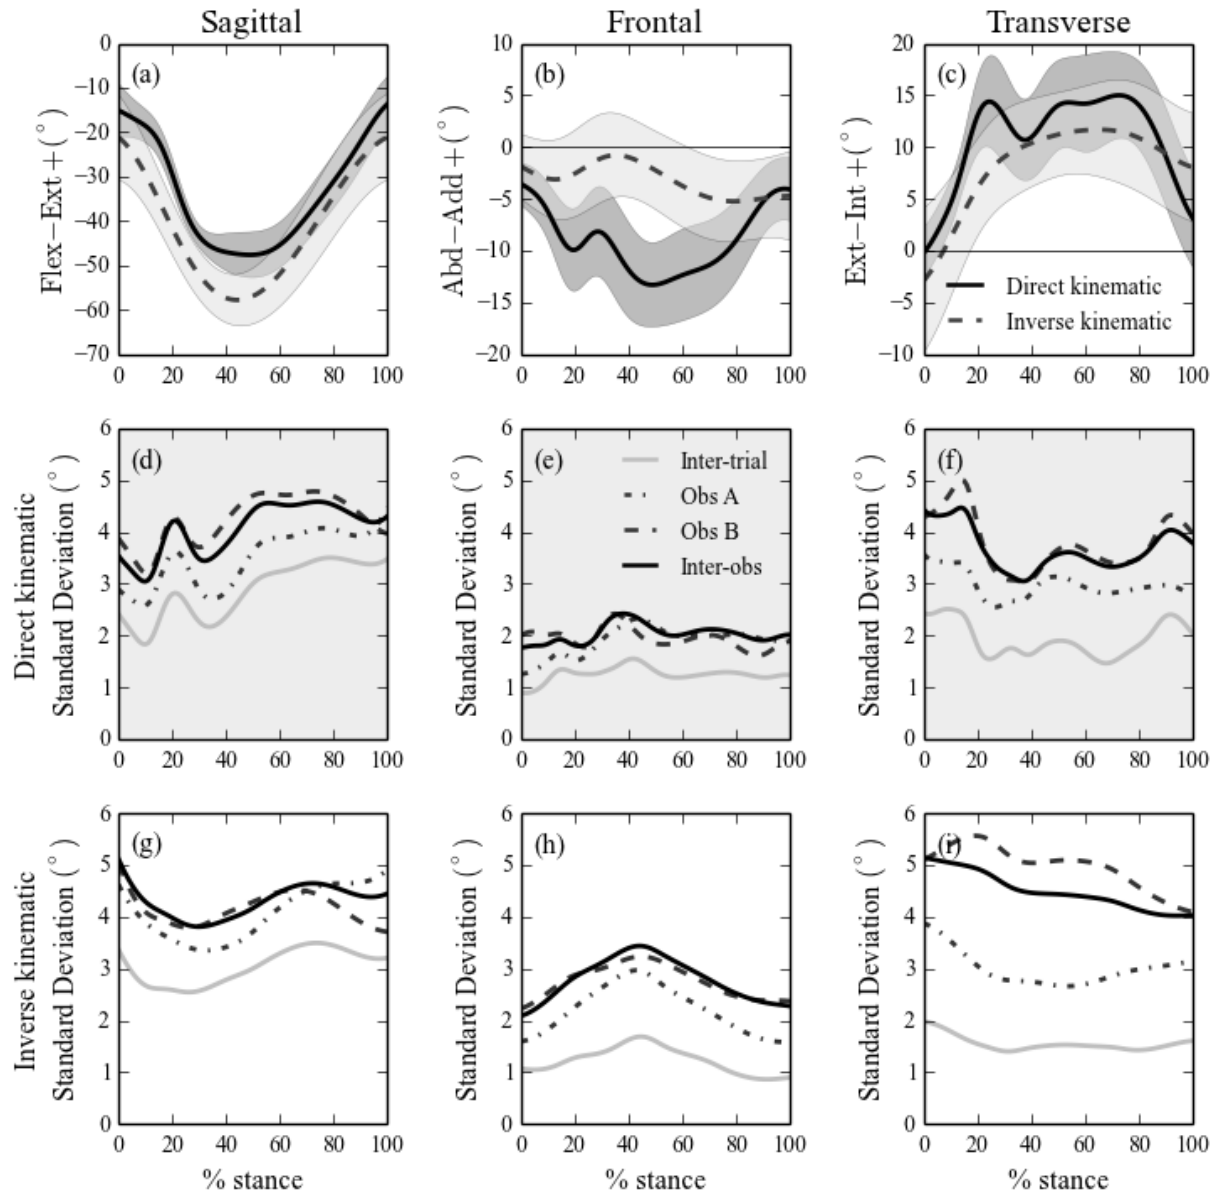 Sagittal Frontal Transverse
(a) (b) (c)
Flex−Ext+(°)
0
−10
−20
−30
−40
−50
−60
−70
0 20 40 60 80 100
Abd−Add+(°)
10
5
0
−5
−10
−15
−20
0 20 40 60 80 100
Ext−Int+(°)
20
15
10
5
0
−5
−10
0 20 40 60 80 100
Direct kinematic
Inverse kinematic
Direct kinematic
Standard Deviation (°)
(d)
6
5
4
3
2
1
0
0 20 40 60 80 100
Standard Deviation (°)
(e)
6
5
4
3
2
1
0
0 20 40 60 80 100
Inter-trial
Obs A
Obs B
Inter-obs
Standard Deviation (°)
(f)
6
5
4
3
2
1
0
0 20 40 60 80 100
Inverse kinematic
Standard Deviation (°)
(g)
6
5
4
3
2
1
0
0 20 40 60 80 100
% stance
Standard Deviation (°)
(h)
6
5
4
3
2
1
0
0 20 40 60 80 100
% stance
Standard Deviation (°)
(i)
6
5
4
3
2
1
0
0 20 40 60 80 100
% stance